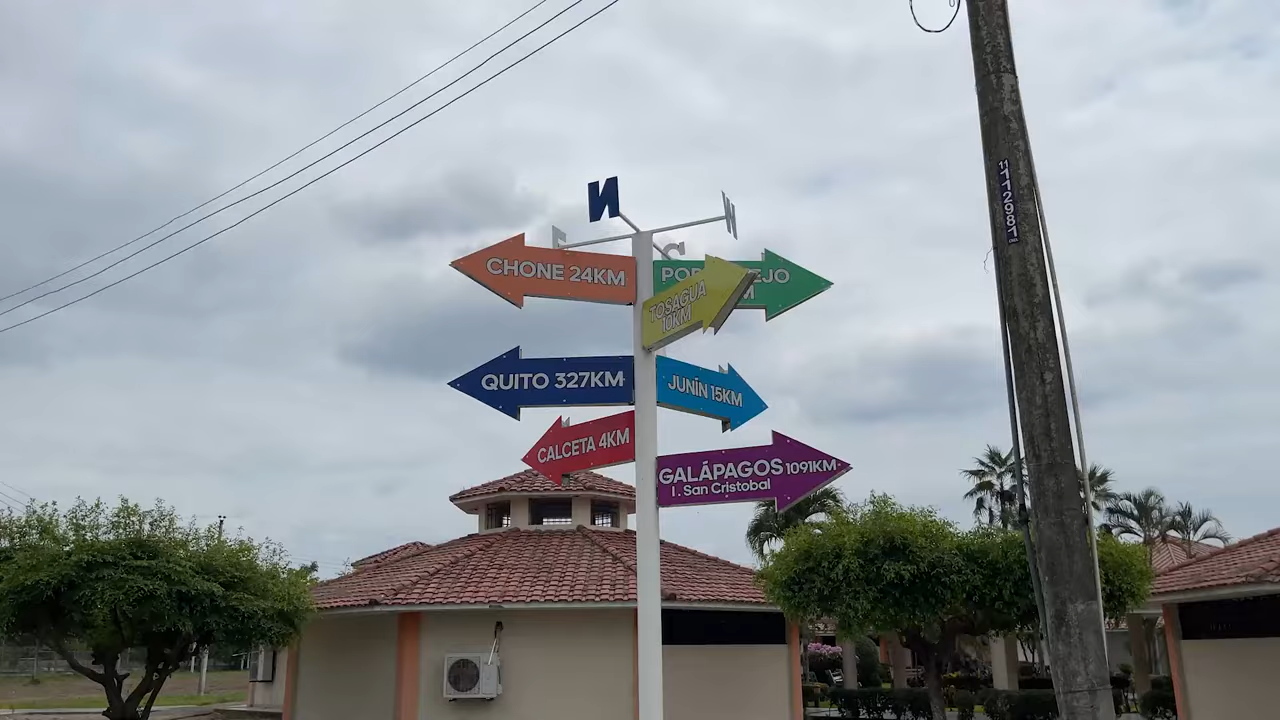 N
CHONE 24KM
TOSAGUA
10KM
QUITO 327KM
JUNÍN 15KM
CALCETA 4KM
GALÁPAGOS 1091KM
I. San Cristobal